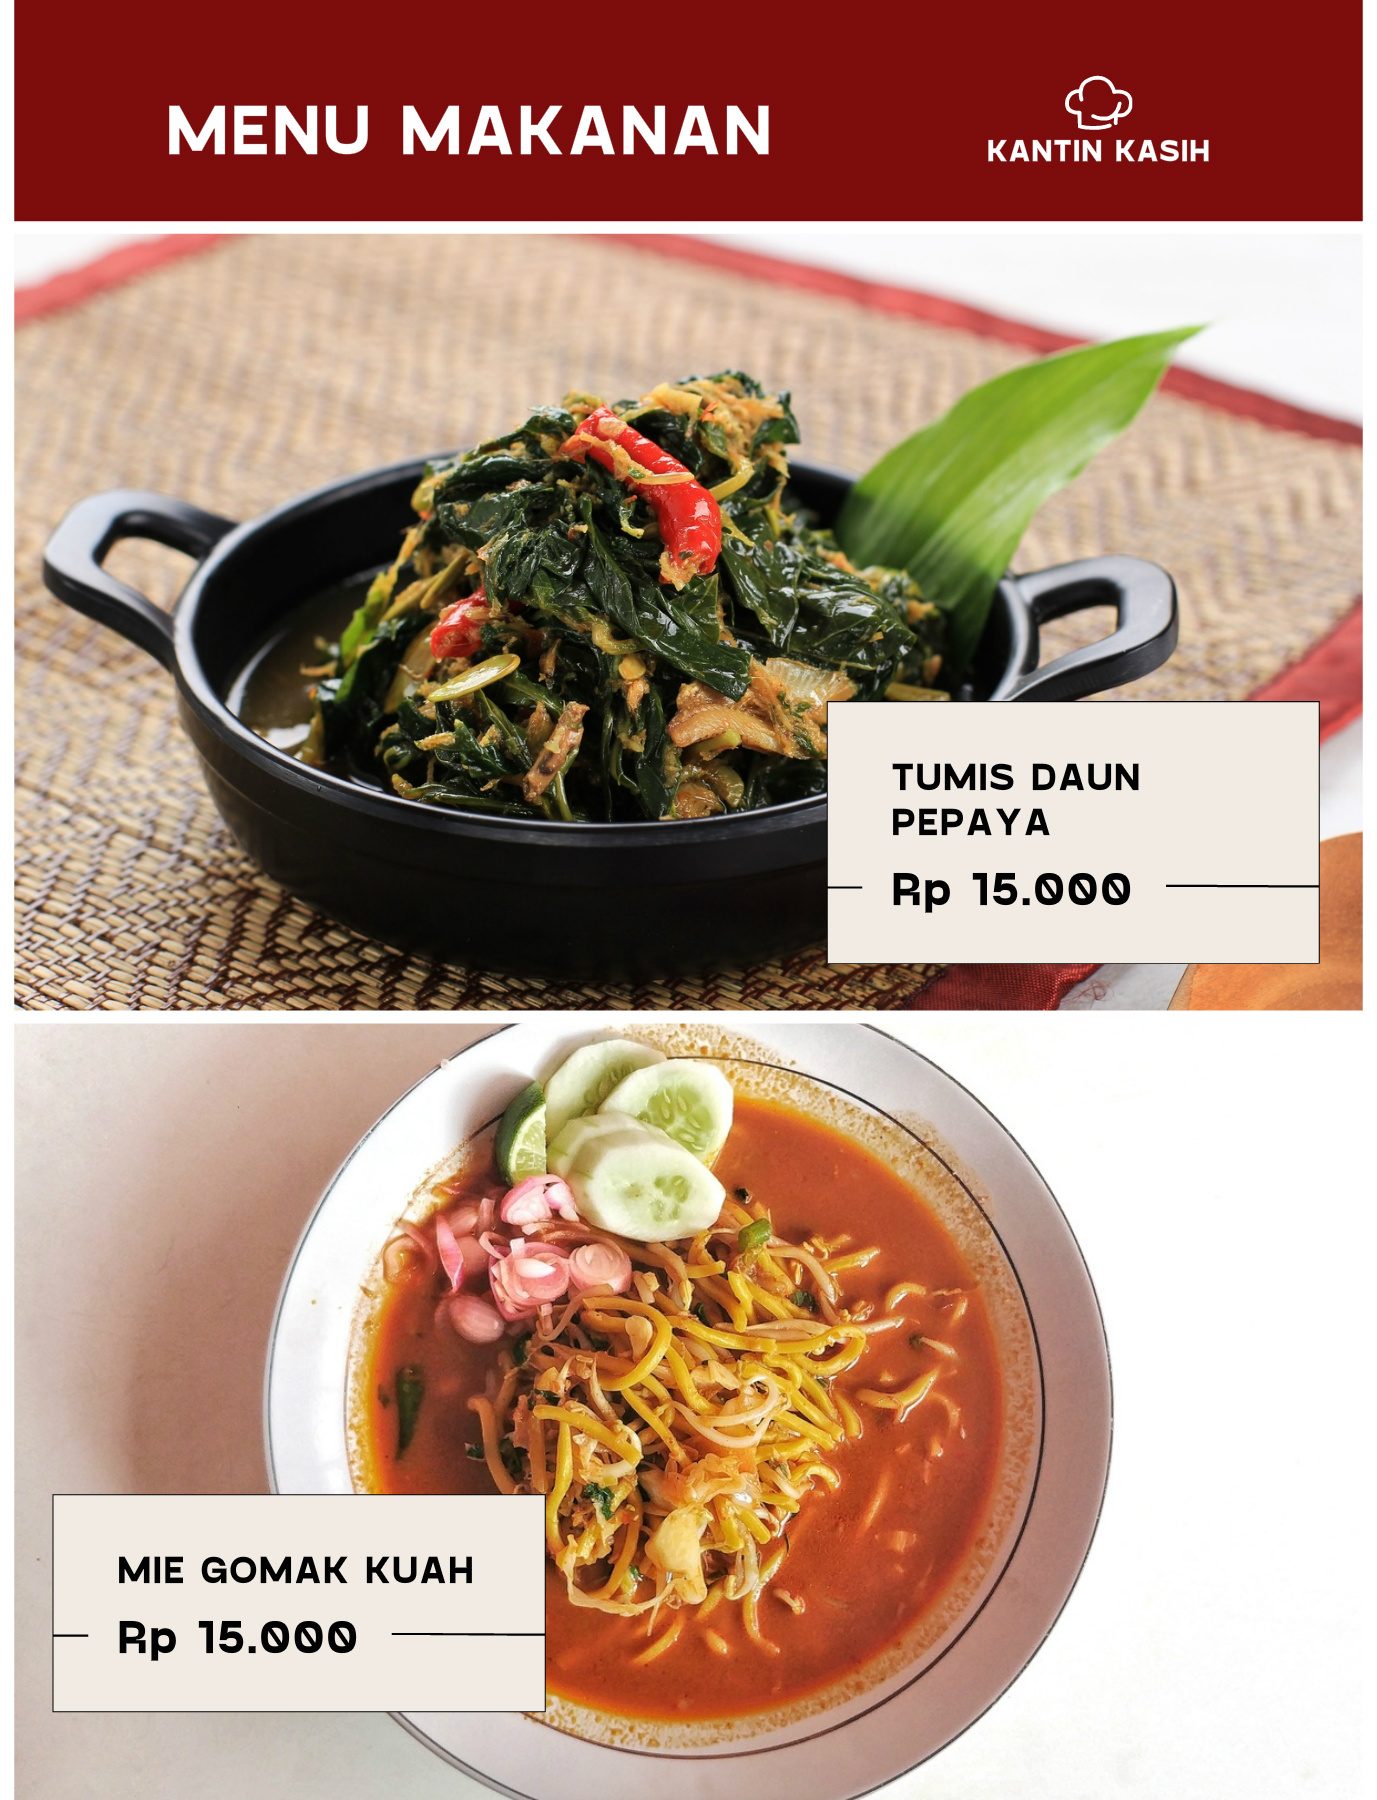 MENU MAKANAN
KANTIN KASIH
TUMIS DAUN
PEPAYA
Rp 15.000
MIE GOMAK KUAH
Rp 15.000